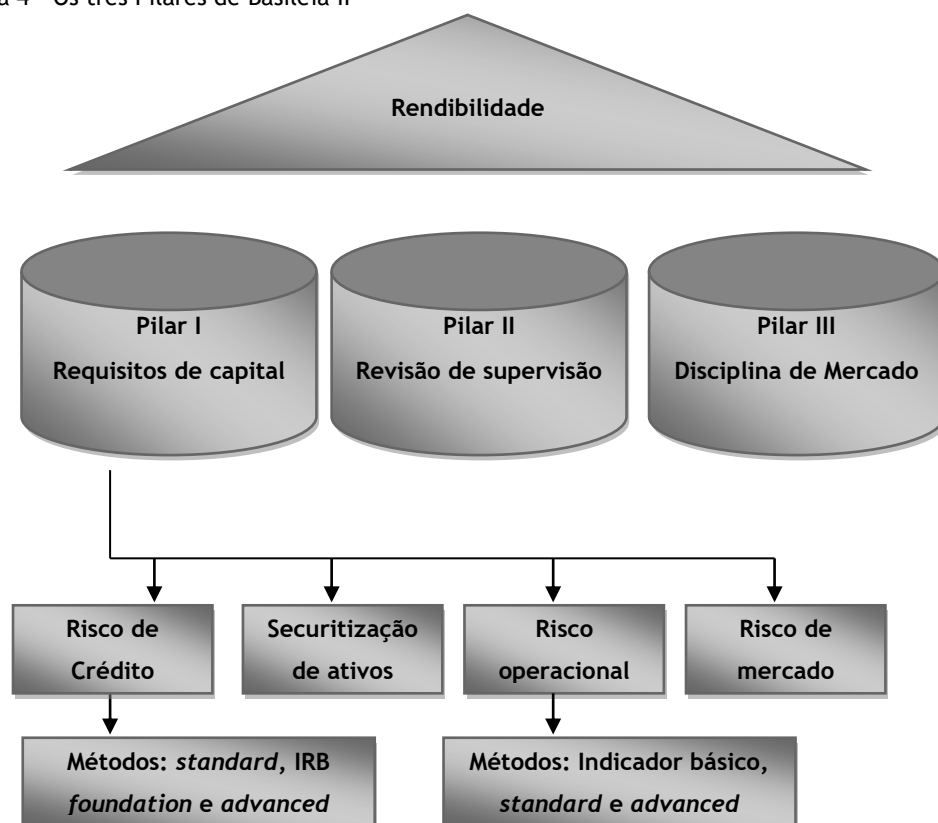 4 - Os três Pilares de Basileia II
Rendibilidade
Pilar I
Requisitos de capital
Pilar II
Revisão de supervisão
Pilar III
Disciplina de Mercado
Risco de
Crédito
Securitização
de ativos
Risco
operacional
Risco de
mercado
Métodos: standard, IRB
foundation e advanced
Métodos: Indicador básico,
standard e advanced